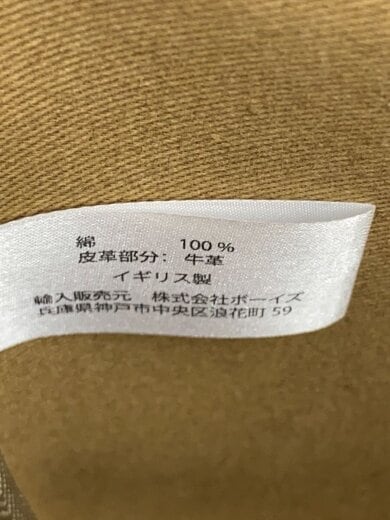 綿 100 %
皮革部分: 牛革
イギリス製
輸入販売元 株式会社ボーイズ
兵庫県神戸市中央区浪花町 59